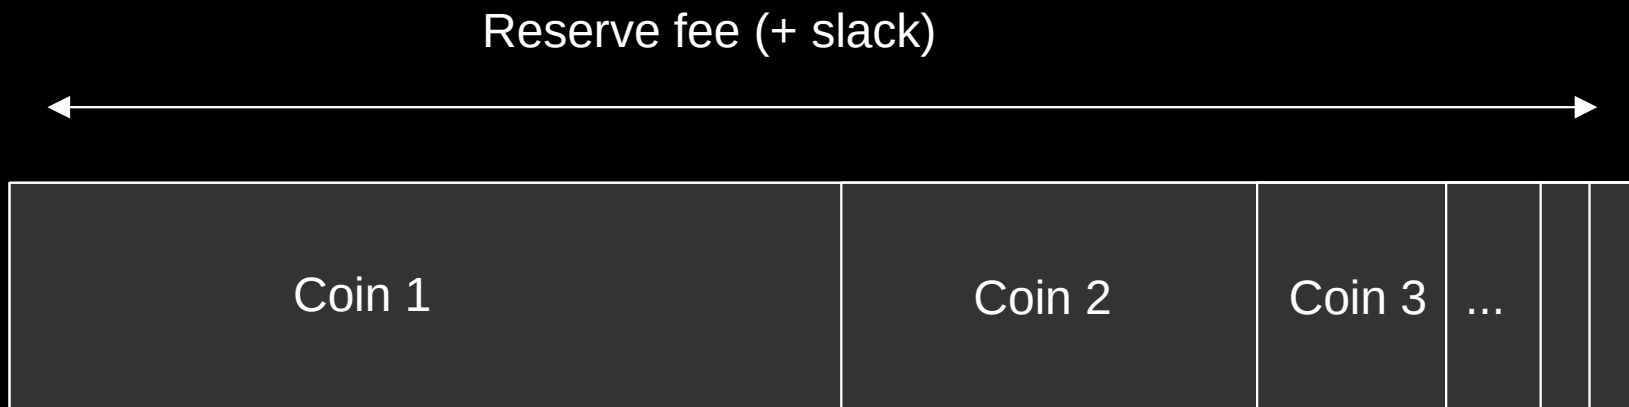 Reserve fee (+ slack)
Coin 1
Coin 2
Coin 3
...